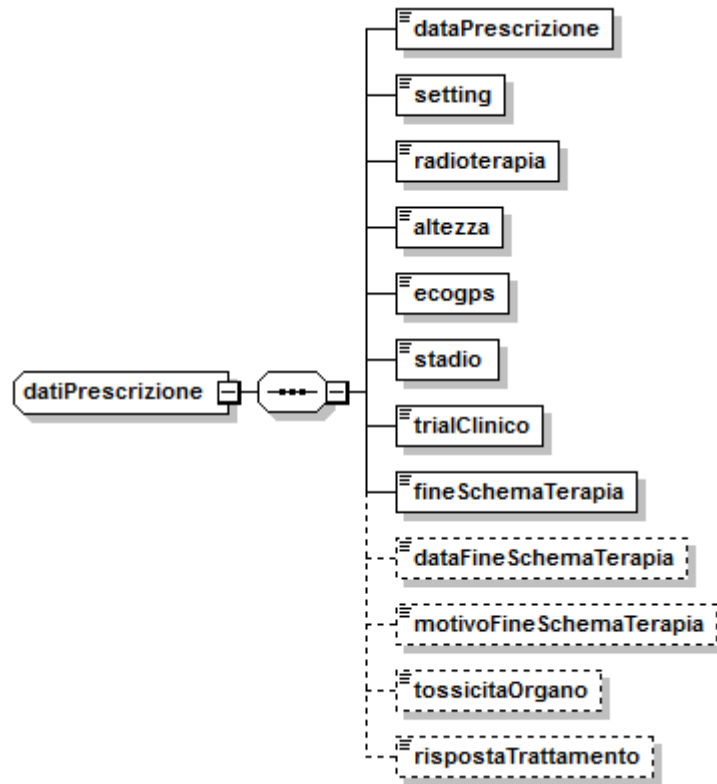 dataPrescrizione
setting
radioterapia
altezza
ecogps
stadio
datiPrescrizione
trialClinico
fineSchemaTerapia
dataFineSchemaTerapia
motivoFineSchemaTerapia
tossicitaOrgano
rispostaTrattamento